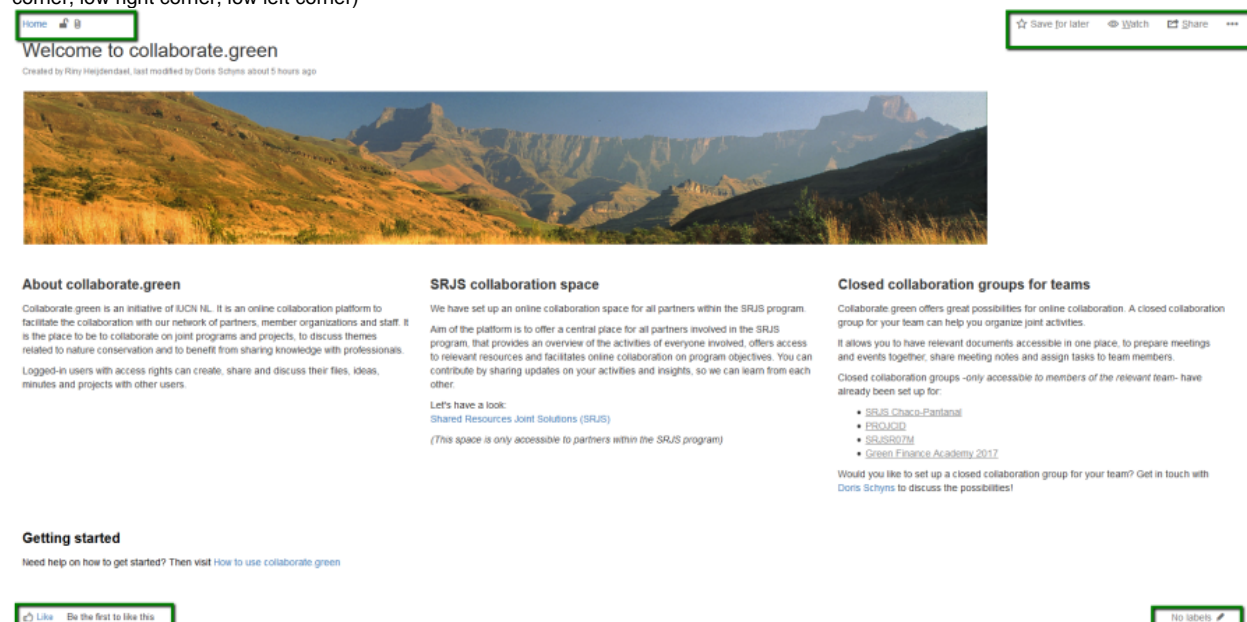 corner, low right corner, low left corner)
Home
Save for later Watch Share ...
Welcome to collaborate.green
Created by Riny Heijdendael, last modified by Doris Schyns about 5 hours ago
About collaborate.green
Collaborate.green is an initiative of IUCN NL. It is an online collaboration platform to
facilitate the collaboration with our network of partners, member organizations and staff. It
is the place to be to collaborate on joint programs and projects, to discuss themes
related to nature conservation and to benefit from sharing knowledge with professionals.
Logged-in users with access rights can create, share and discuss their files, ideas,
minutes and projects with other users.
SRJS collaboration space
We have set up an online collaboration space for all partners within the SRJS program.
Aim of the platform is to offer a central place for all partners involved in the SRJS
program, that provides an overview of the activities of everyone involved, offers access
to relevant resources and facilitates online collaboration on program objectives. You can
contribute by sharing updates on your activities and insights, so we can learn from each
other.
Let's have a look:
Shared Resources Joint Solutions (SRJS)
(This space is only accessible to partners within the SRJS program)
Closed collaboration groups for teams
Collaborate.green offers great possibilities for online collaboration. A closed collaboration
group for your team can help you organize joint activities.
It allows you to have relevant documents accessible in one place, to prepare meetings
and events together, share meeting notes and assign tasks to team members.
Closed collaboration groups -only accessible to members of the relevant team- have
already been set up for:
• SRJS Chaco-Pantanal
• PROJCID
• SRJSR07M
• Green Finance Academy 2017
Would you like to set up a closed collaboration group for your team? Get in touch with
Doris Schyns to discuss the possibilities!
Getting started
Need help on how to get started? Then visit How to use collaborate.green
Like Be the first to like this
No labels